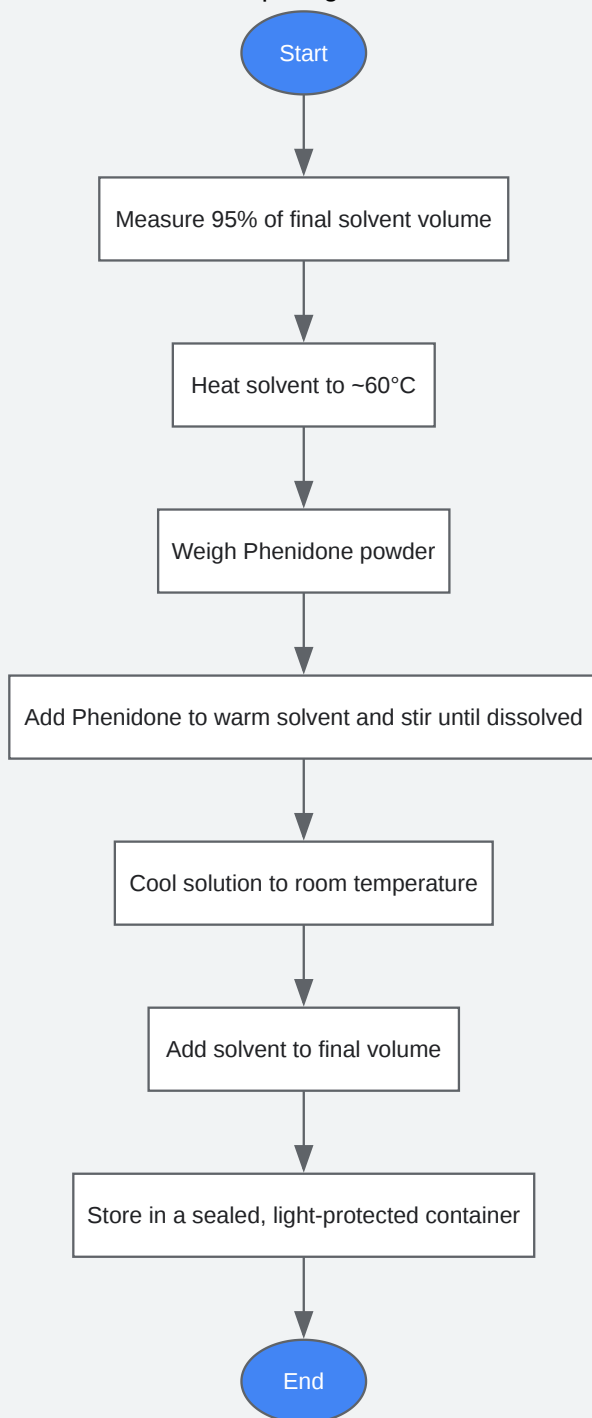 Start
Measure 95% of final solvent volume
Heat solvent to ~60°C
Weigh Phenidone powder
Add Phenidone to warm solvent and stir until dissolved
Cool solution to room temperature
Add solvent to final volume
Store in a sealed, light-protected container
End